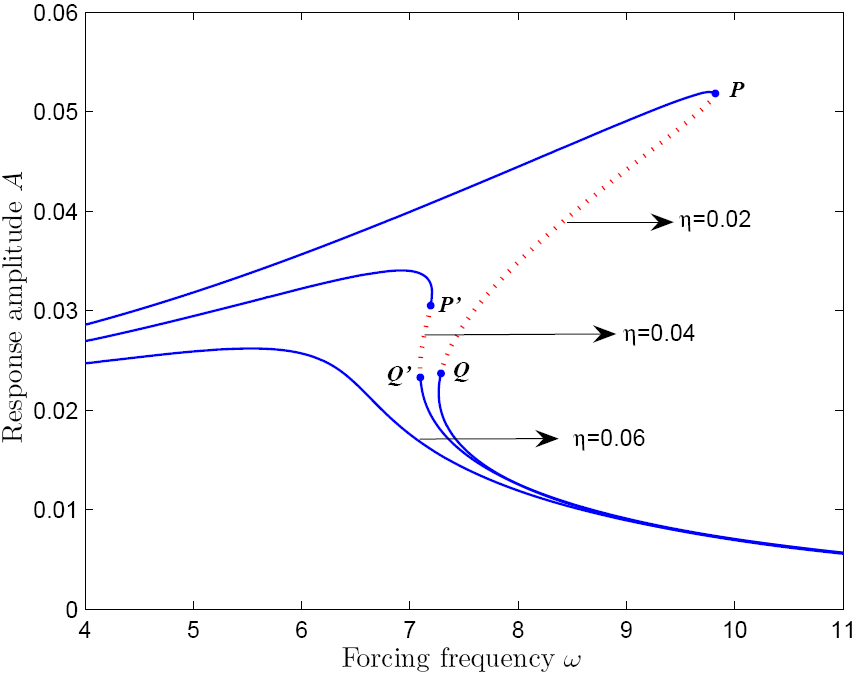 0.06
P
0.05
0.04
η=0.02
0.03
P'
η=0.04
Q'
Q
0.02
η=0.06
0.01
0
4 5 6 7 8 9 10 11
Forcing frequency ω
Response amplitude A